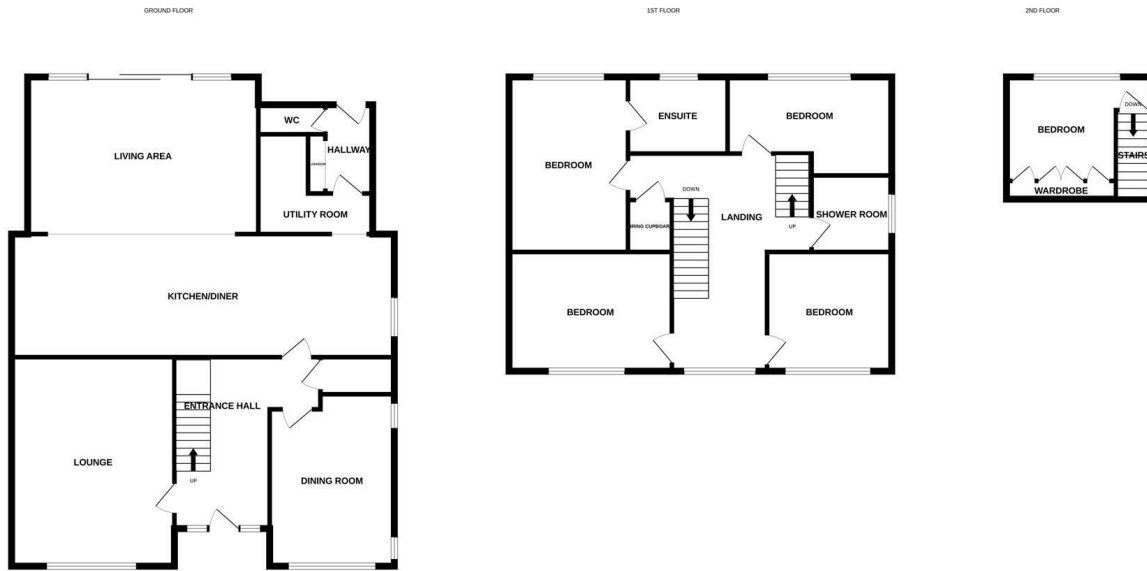 GROUND FLOOR
WC
HALLWAY
LIVING AREA
UTILITY ROOM
KITCHEN/DINER
ENTRANCE HALL
LOUNGE
UP
DINING ROOM
1ST FLOOR
ENSUITE
BEDROOM
BEDROOM
DOWN
LANDING
SHOWER ROOM
UP
BEDROOM
BEDROOM
2ND FLOOR
DOWN
BEDROOM
STAIRS
WARDROBE